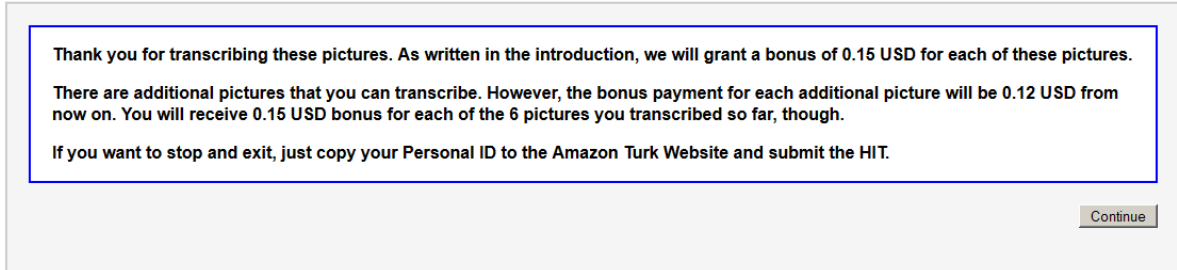 Thank you for transcribing these pictures. As written in the introduction, we will grant a bonus of 0.15 USD for each of these pictures.
There are additional pictures that you can transcribe. However, the bonus payment for each additional picture will be 0.12 USD from
now on. You will receive 0.15 USD bonus for each of the 6 pictures you transcribed so far, though.
If you want to stop and exit, just copy your Personal ID to the Amazon Turk Website and submit the HIT.
Continue